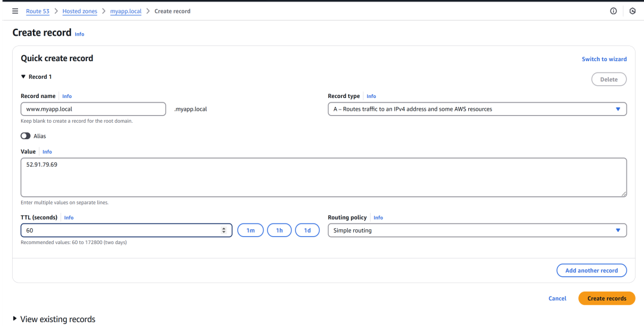 Route 53 > Hosted zones > myapp.local > Create record
Create record Info
Quick create record
Switch to wizard
▼ Record 1
Delete
Record name | Info
Record type | Info
www.myapp.local
.myapp.local
A – Routes traffic to an IPv4 address and some AWS resources
Keep blank to create a record for the root domain.
Alias
Value | Info
52.91.79.69
Enter multiple values on separate lines.
TTL (seconds) | Info
Routing policy | Info
60
1m
1h
1d
Simple routing
Recommended values: 60 to 172800 (two days)
Add another record
Cancel
Create records
View existing records